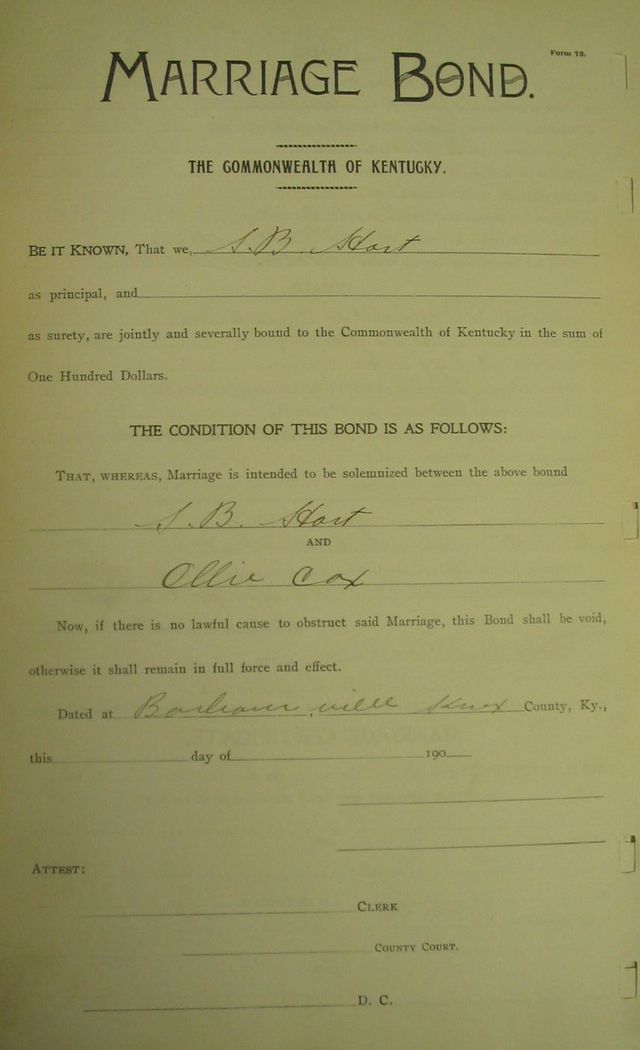 Form 75.
MARRIAGE BOND.
THE COMMONWEALTH OF KENTUCKY.
BE IT KNOWN, That we, S. B. Hart
as principal, and
as surety, are jointly and severally bound to the Commonwealth of Kentucky in the sum of
One Hundred Dollars.
THE CONDITION OF THIS BOND IS AS FOLLOWS:
THAT, WHEREAS, Marriage is intended to be solemnized between the above bound
S. B. Hart
AND
Ollie Cox
Now, if there is no lawful cause to obstruct said Marriage, this Bond shall be void,
otherwise it shall remain in full force and effect.
Dated at Barbourville Knox County, Ky.,
this day of 190
ATTEST:
CLERK
COUNTY COURT.
D. C.